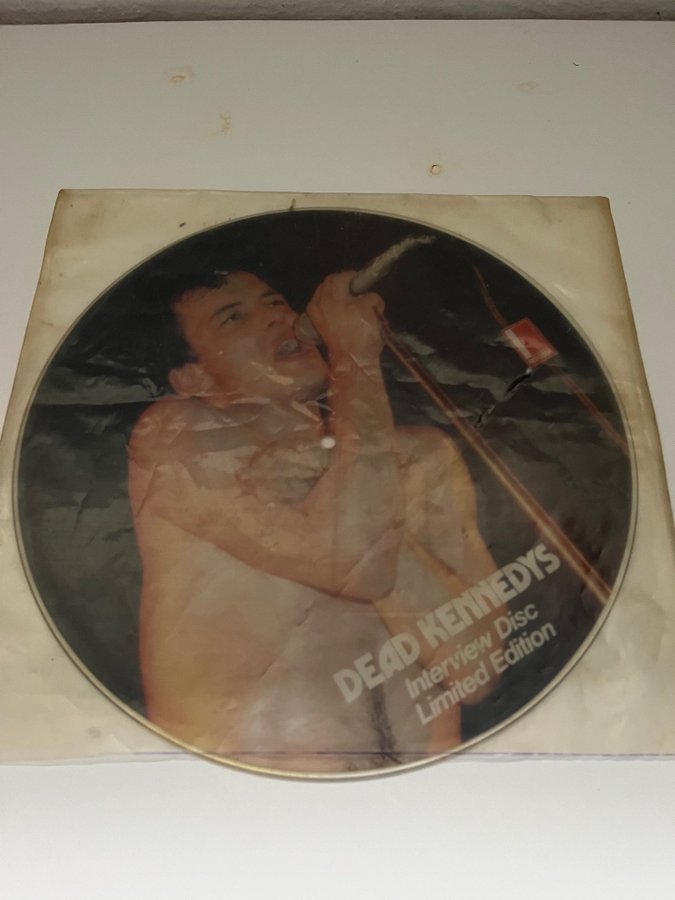 DEAD KENNEDYS
Interview Disc
Limited Edition